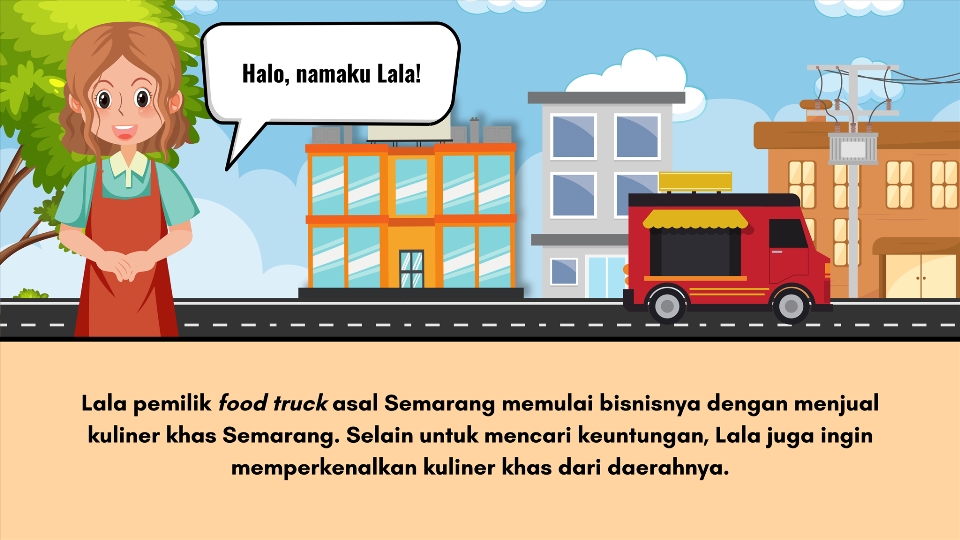 Halo, namaku Lala!
Lala pemilik food truck asal Semarang memulai bisnisnya dengan menjual
kuliner khas Semarang. Selain untuk mencari keuntungan, Lala juga ingin
memperkenalkan kuliner khas dari daerahnya.